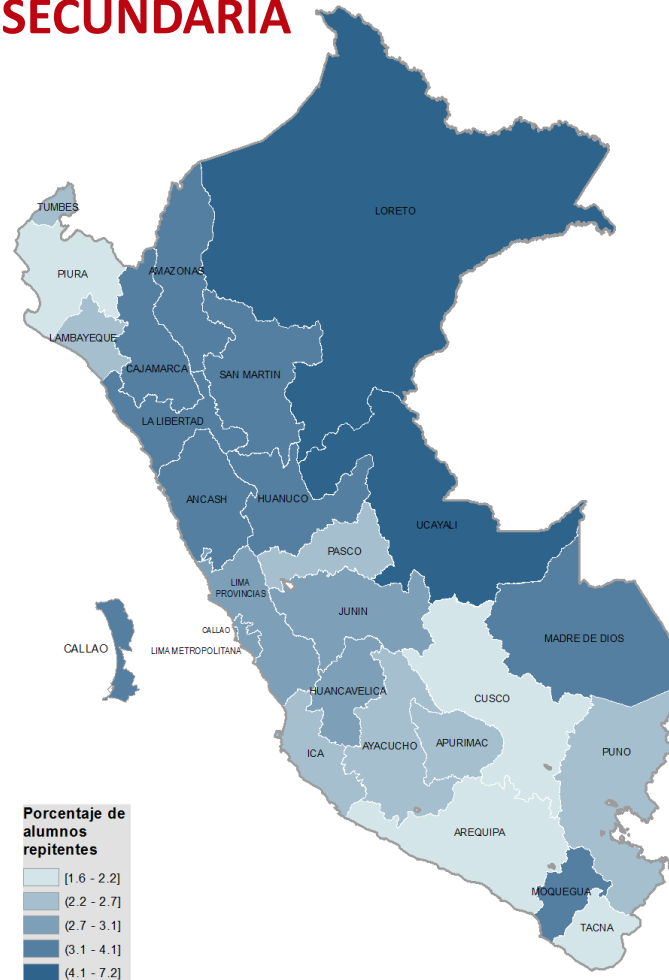 SECUNDARIA
TUMBES
LORETO
PIURA
AMAZONAS
LAMBAYEQUE
CAJAMARCA
SAN MARTIN
LA LIBERTAD
ANCASH
HUANUCO
UCAYALI
PASCO
LIMA
PROVINCIAS
JUNIN
CALLAO
LIMA METROPOLITANA
CALLAO
MADRE DE DIOS
HUANCAVELICA
CUSCO
ICA
AYACUCHO
APURIMAC
PUNO
AREQUIPA
MOQUEGUA
TACNA
Porcentaje de
alumnos
repitentes
[1.6 - 2.2]
(2.2 - 2.7]
(2.7 - 3.1]
(3.1 - 4.1]
(4.1 - 7.2]